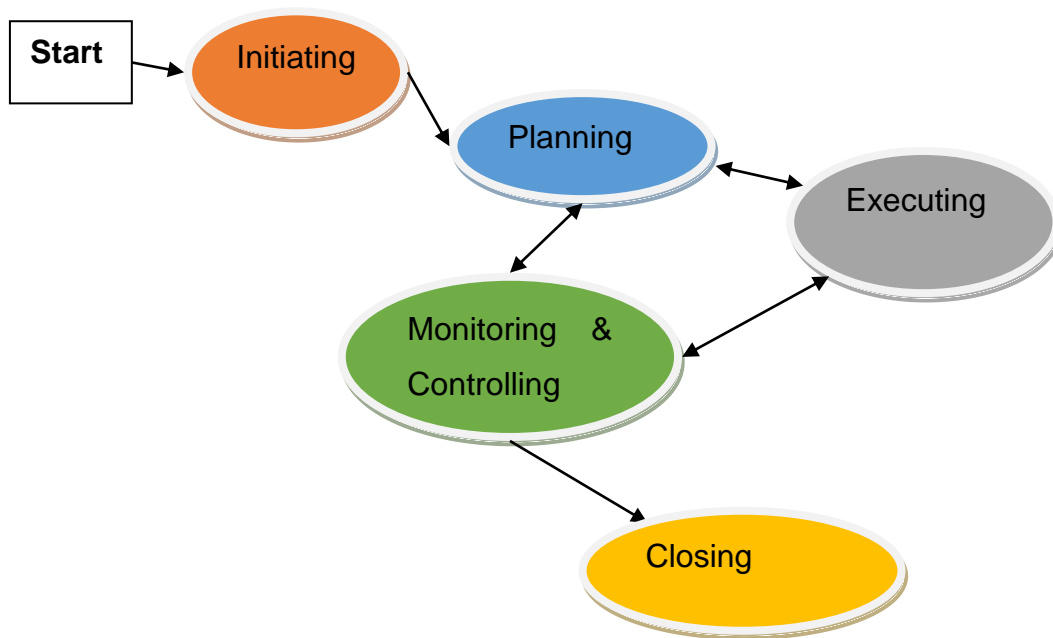 Start
Initiating
Planning
Executing
Monitoring &
Controlling
Closing